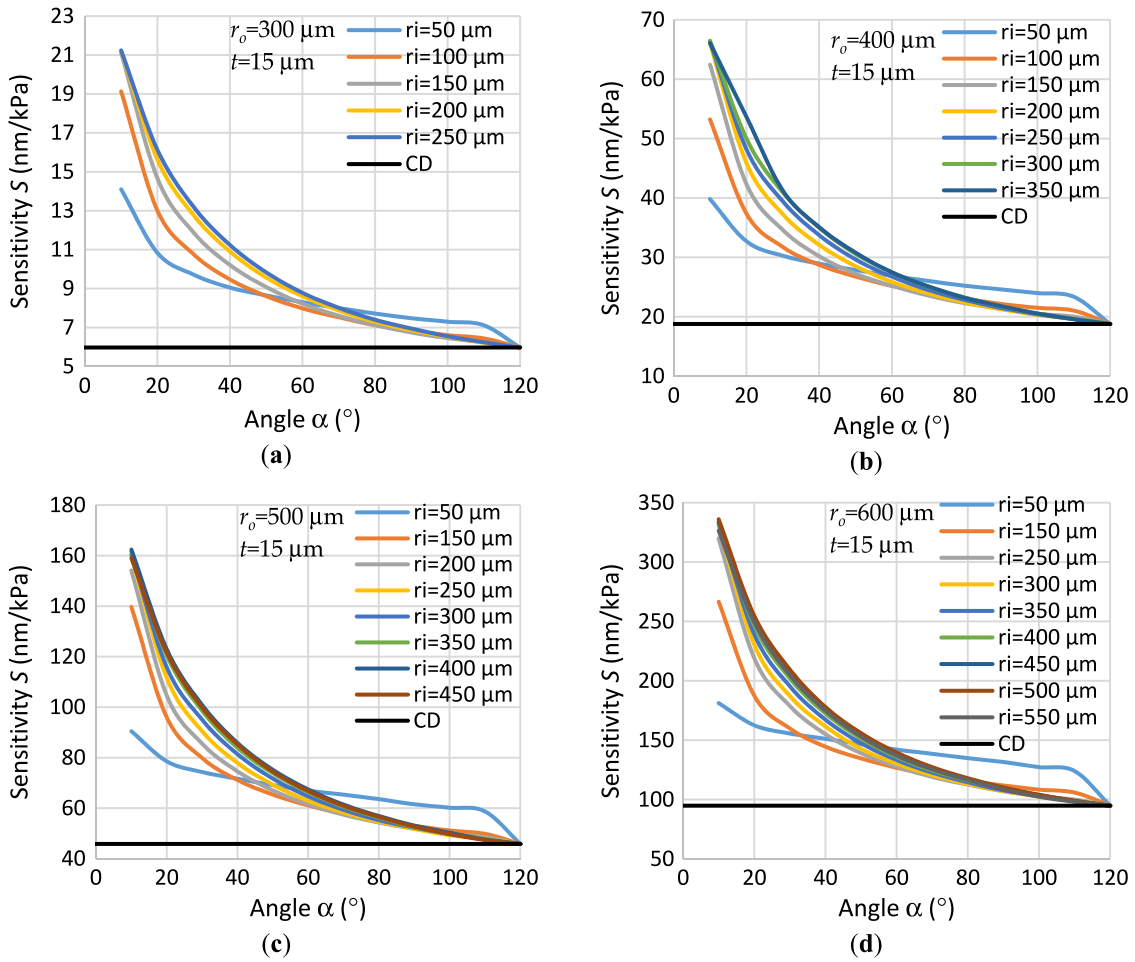 Sensitivity S (nm/kPa)
23
21
19
17
15
13
11
9
7
5
0 20 40 60 80 100 120
Angle α (°)
rₒ=300 μm
t=15 μm
ri=50 μm
ri=100 μm
ri=150 μm
ri=200 μm
ri=250 μm
CD
(a)
Sensitivity S (nm/kPa)
70
60
50
40
30
20
10
0 20 40 60 80 100 120
Angle α (°)
rₒ=400 μm
t=15 μm
ri=50 μm
ri=100 μm
ri=150 μm
ri=200 μm
ri=250 μm
ri=300 μm
ri=350 μm
CD
(b)
Sensitivity S (nm/kPa)
180
160
140
120
100
80
60
40
0 20 40 60 80 100 120
Angle α (°)
rₒ=500 μm
t=15 μm
ri=50 μm
ri=150 μm
ri=200 μm
ri=250 μm
ri=300 μm
ri=350 μm
ri=400 μm
ri=450 μm
CD
(c)
Sensitivity S (nm/kPa)
350
300
250
200
150
100
50
0 20 40 60 80 100 120
Angle α (°)
rₒ=600 μm
t=15 μm
ri=50 μm
ri=150 μm
ri=250 μm
ri=300 μm
ri=350 μm
ri=400 μm
ri=450 μm
ri=500 μm
ri=550 μm
CD
(d)